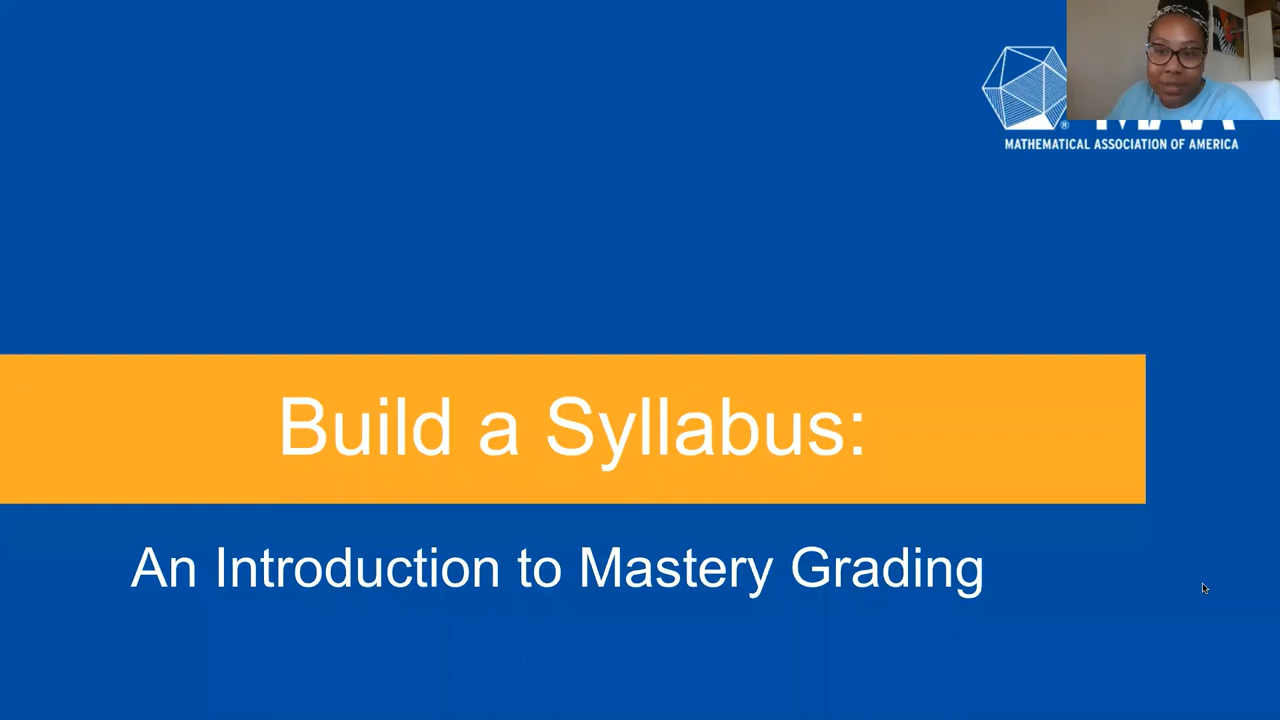 ®
MATHEMATICAL ASSOCIATION OF AMERICA
Build a Syllabus:
An Introduction to Mastery Grading